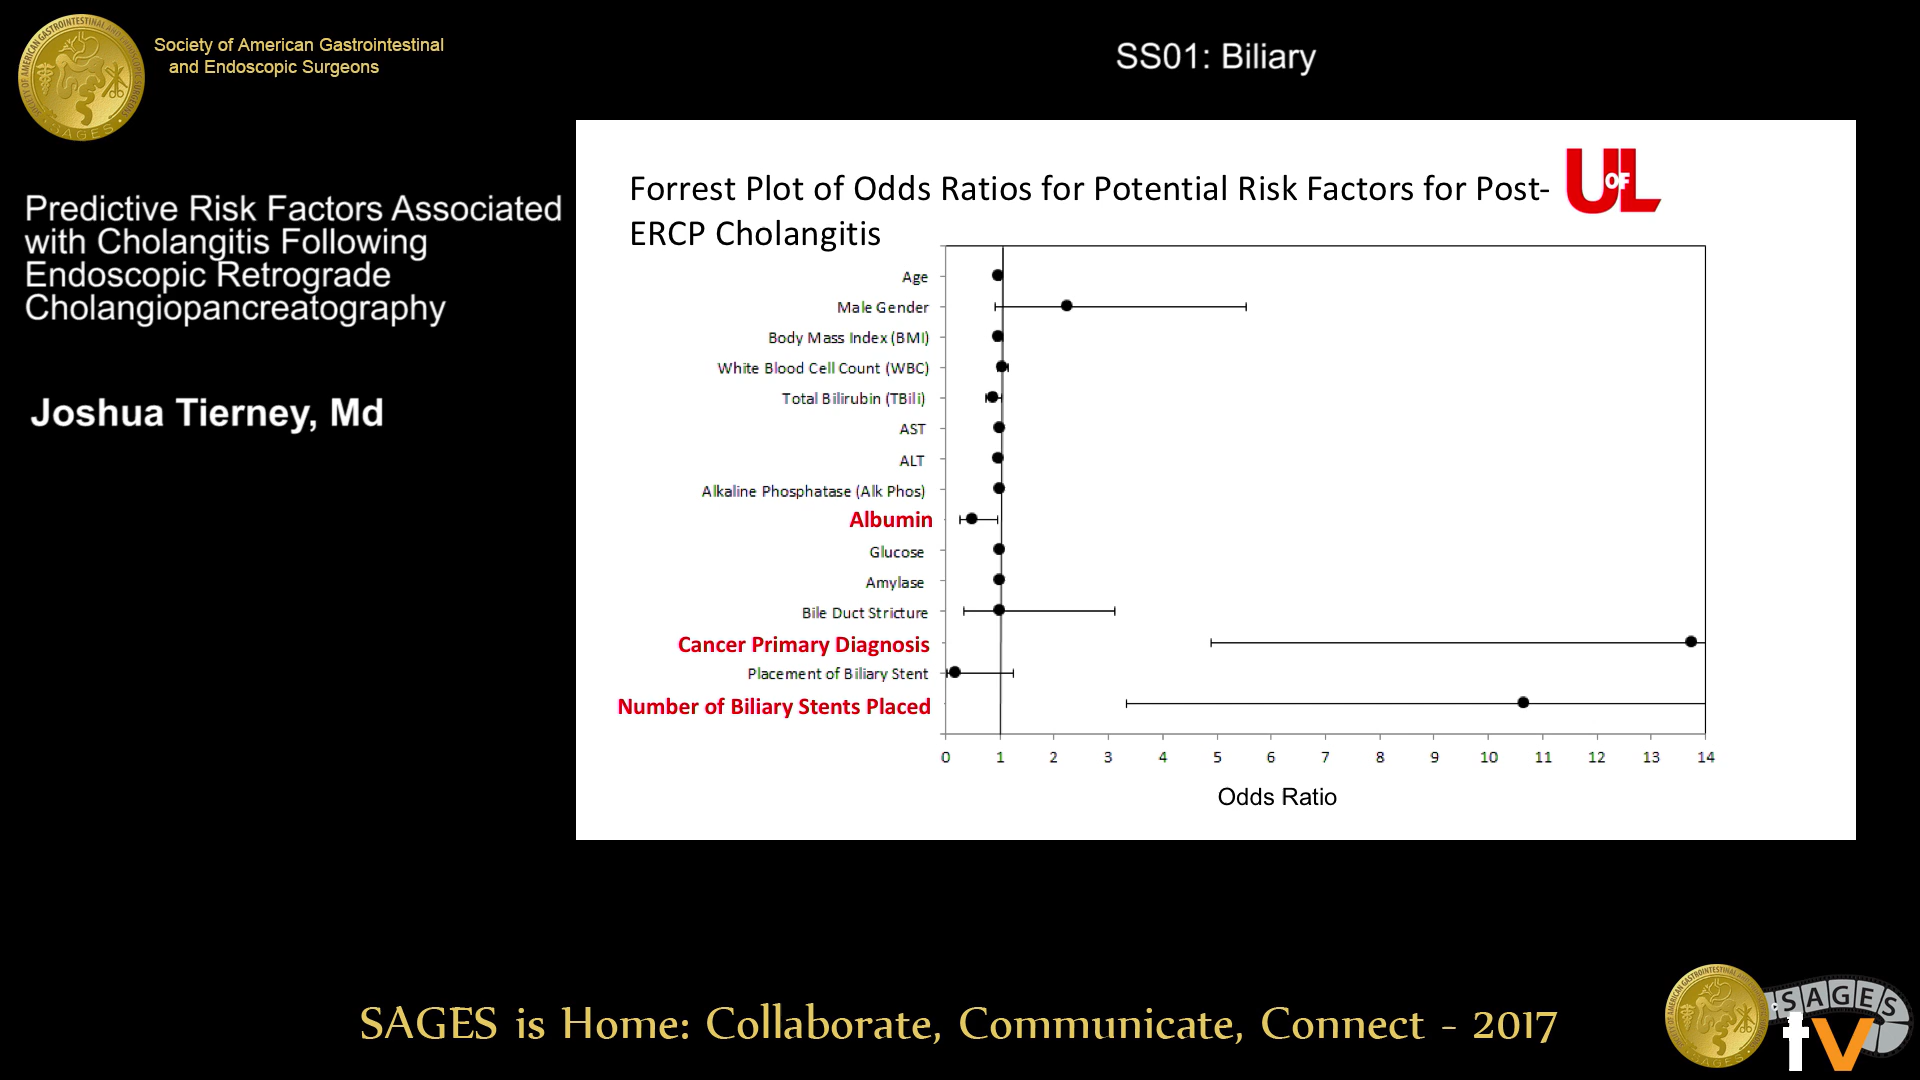 Society of American Gastrointestinal
and Endoscopic Surgeons
SS01: Biliary
Predictive Risk Factors Associated
with Cholangitis Following
Endoscopic Retrograde
Cholangiopancreatography
Joshua Tierney, Md
Forrest Plot of Odds Ratios for Potential Risk Factors for Post-
ERCP Cholangitis
U OF L
Age
Male Gender
Body Mass Index (BMI)
White Blood Cell Count (WBC)
Total Bilirubin (TBili)
AST
ALT
Alkaline Phosphatase (Alk Phos)
Albumin
Glucose
Amylase
Bile Duct Stricture
Cancer Primary Diagnosis
Placement of Biliary Stent
Number of Biliary Stents Placed
0 1 2 3 4 5 6 7 8 9 10 11 12 13 14
Odds Ratio
SAGES is Home: Collaborate, Communicate, Connect - 2017
SAGES
tv